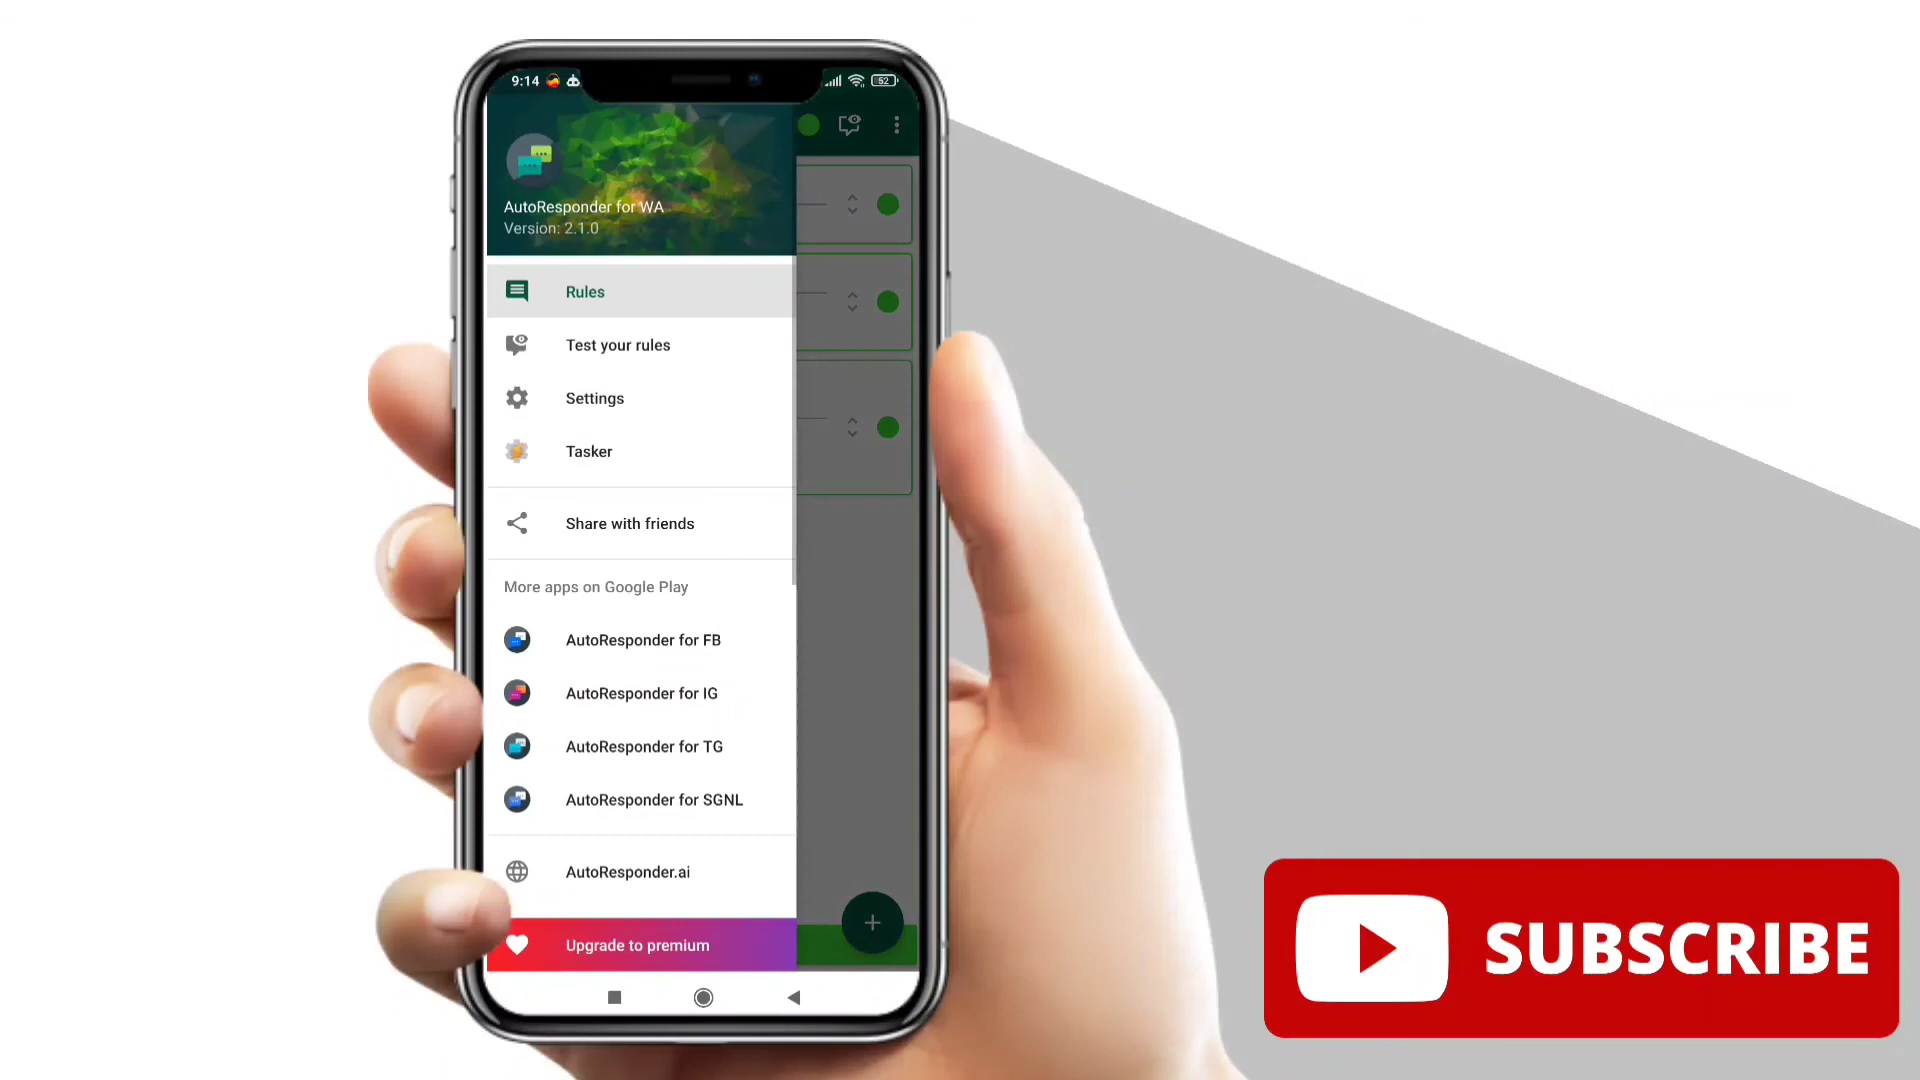 9:14
52
AutoResponder for WA
Version: 2.1.0
Rules
Test your rules
Settings
Tasker
Share with friends
More apps on Google Play
AutoResponder for FB
AutoResponder for IG
AutoResponder for TG
AutoResponder for SGNL
AutoResponder.ai
Upgrade to premium
SUBSCRIBE